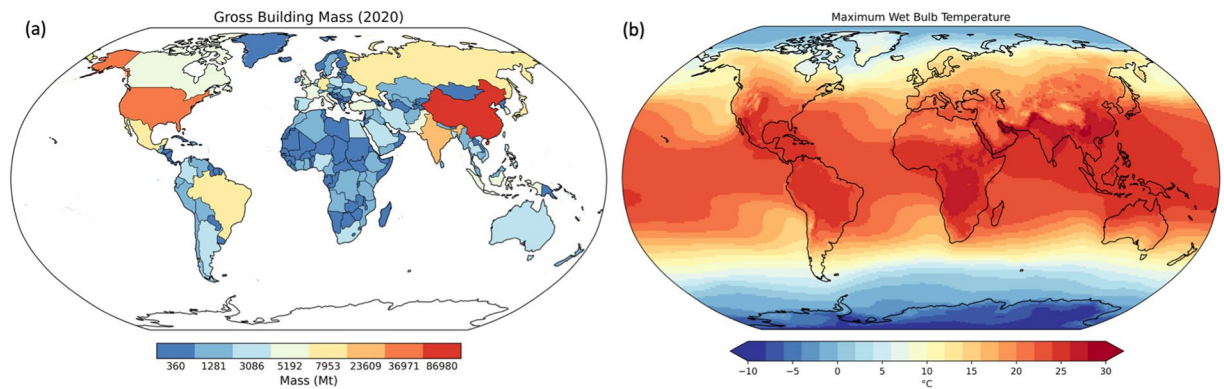 (a)
Gross Building Mass (2020)
360 1281 3086 5192 7953 23609 36971 86980
Mass (Mt)
(b)
Maximum Wet Bulb Temperature
−10 −5 0 5 10 15 20 25 30
°C